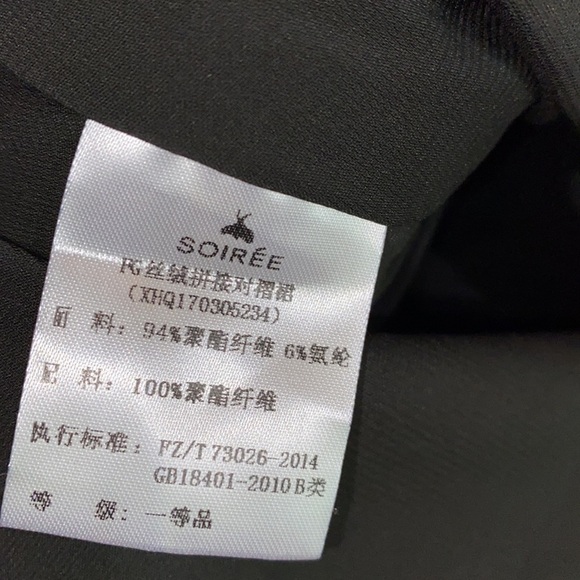 SOIRÉE
PG丝绒拼接对褶裙
(XHQ170305234)
面 料: 94%聚酯纤维 6%氨纶
配 料: 100%聚酯纤维
执行标准: FZ/T 73026-2014
GB18401-2010 B类
等 级: 一等品